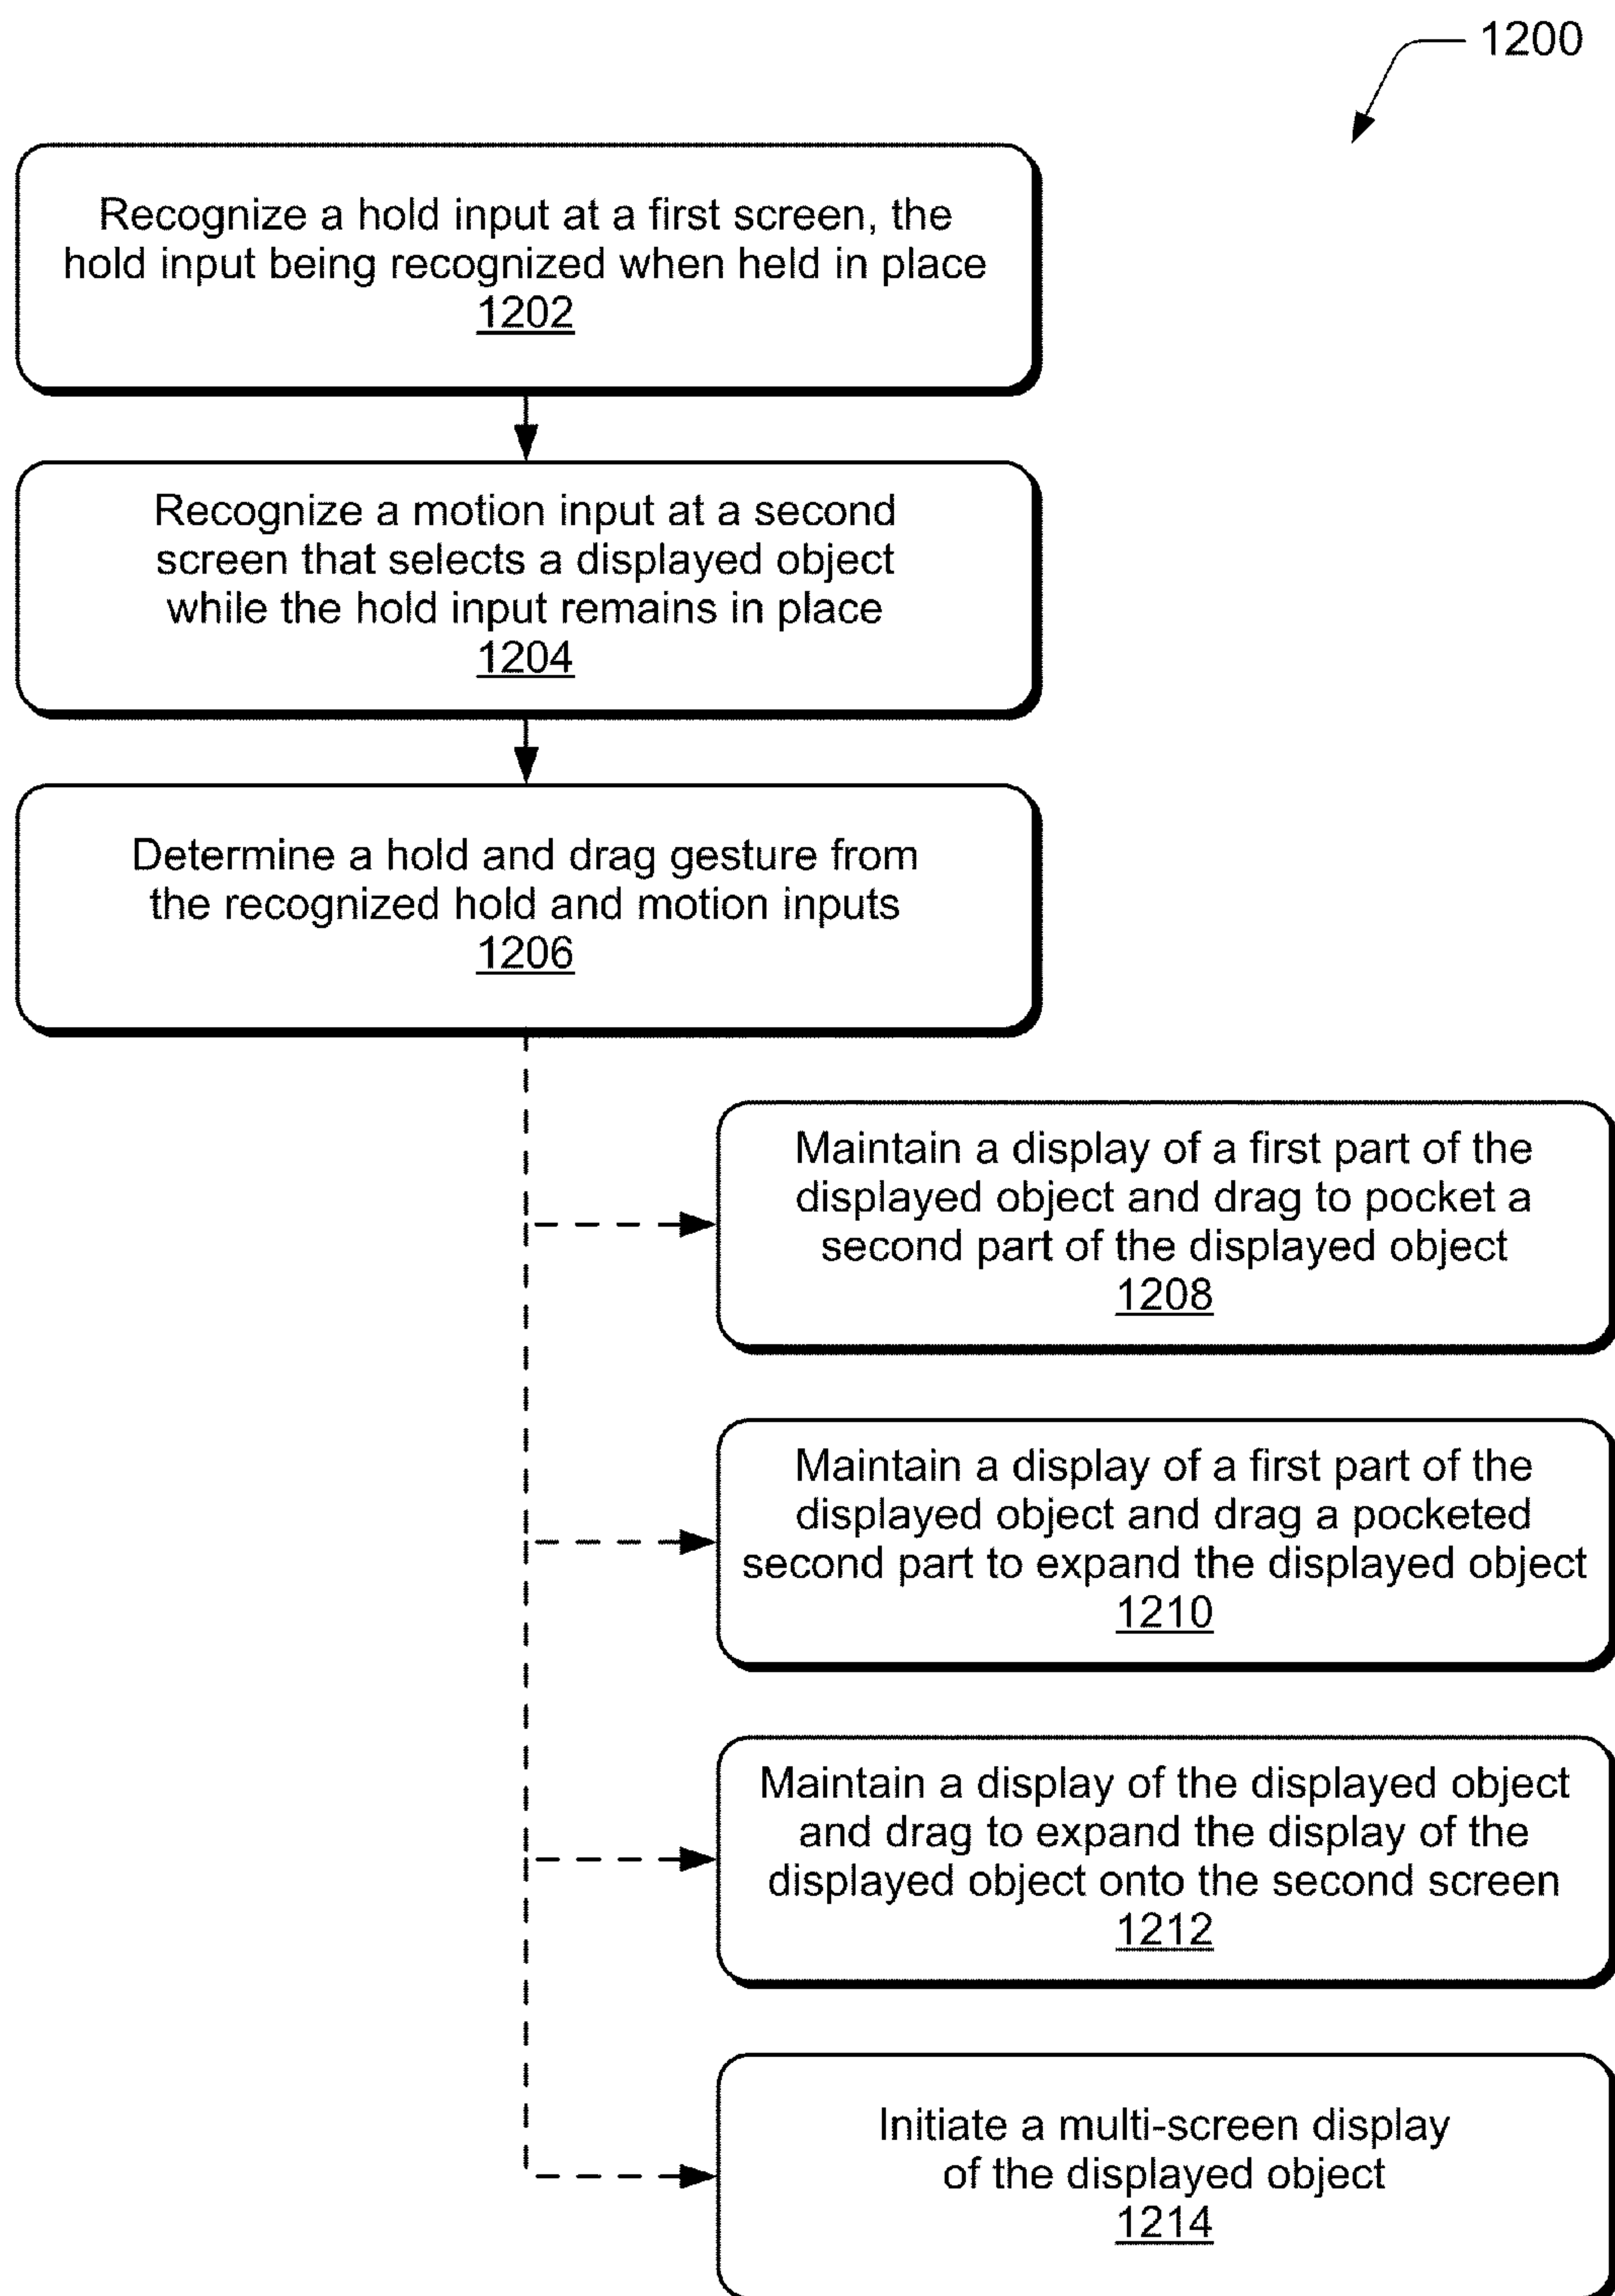 1200
Recognize a hold input at a first screen, the
hold input being recognized when held in place
1202
Recognize a motion input at a second
screen that selects a displayed object
while the hold input remains in place
1204
Determine a hold and drag gesture from
the recognized hold and motion inputs
1206
Maintain a display of a first part of the
displayed object and drag to pocket a
second part of the displayed object
1208
Maintain a display of a first part of the
displayed object and drag a pocketed
second part to expand the displayed object
1210
Maintain a display of the displayed object
and drag to expand the display of the
displayed object onto the second screen
1212
Initiate a multi-screen display
of the displayed object
1214